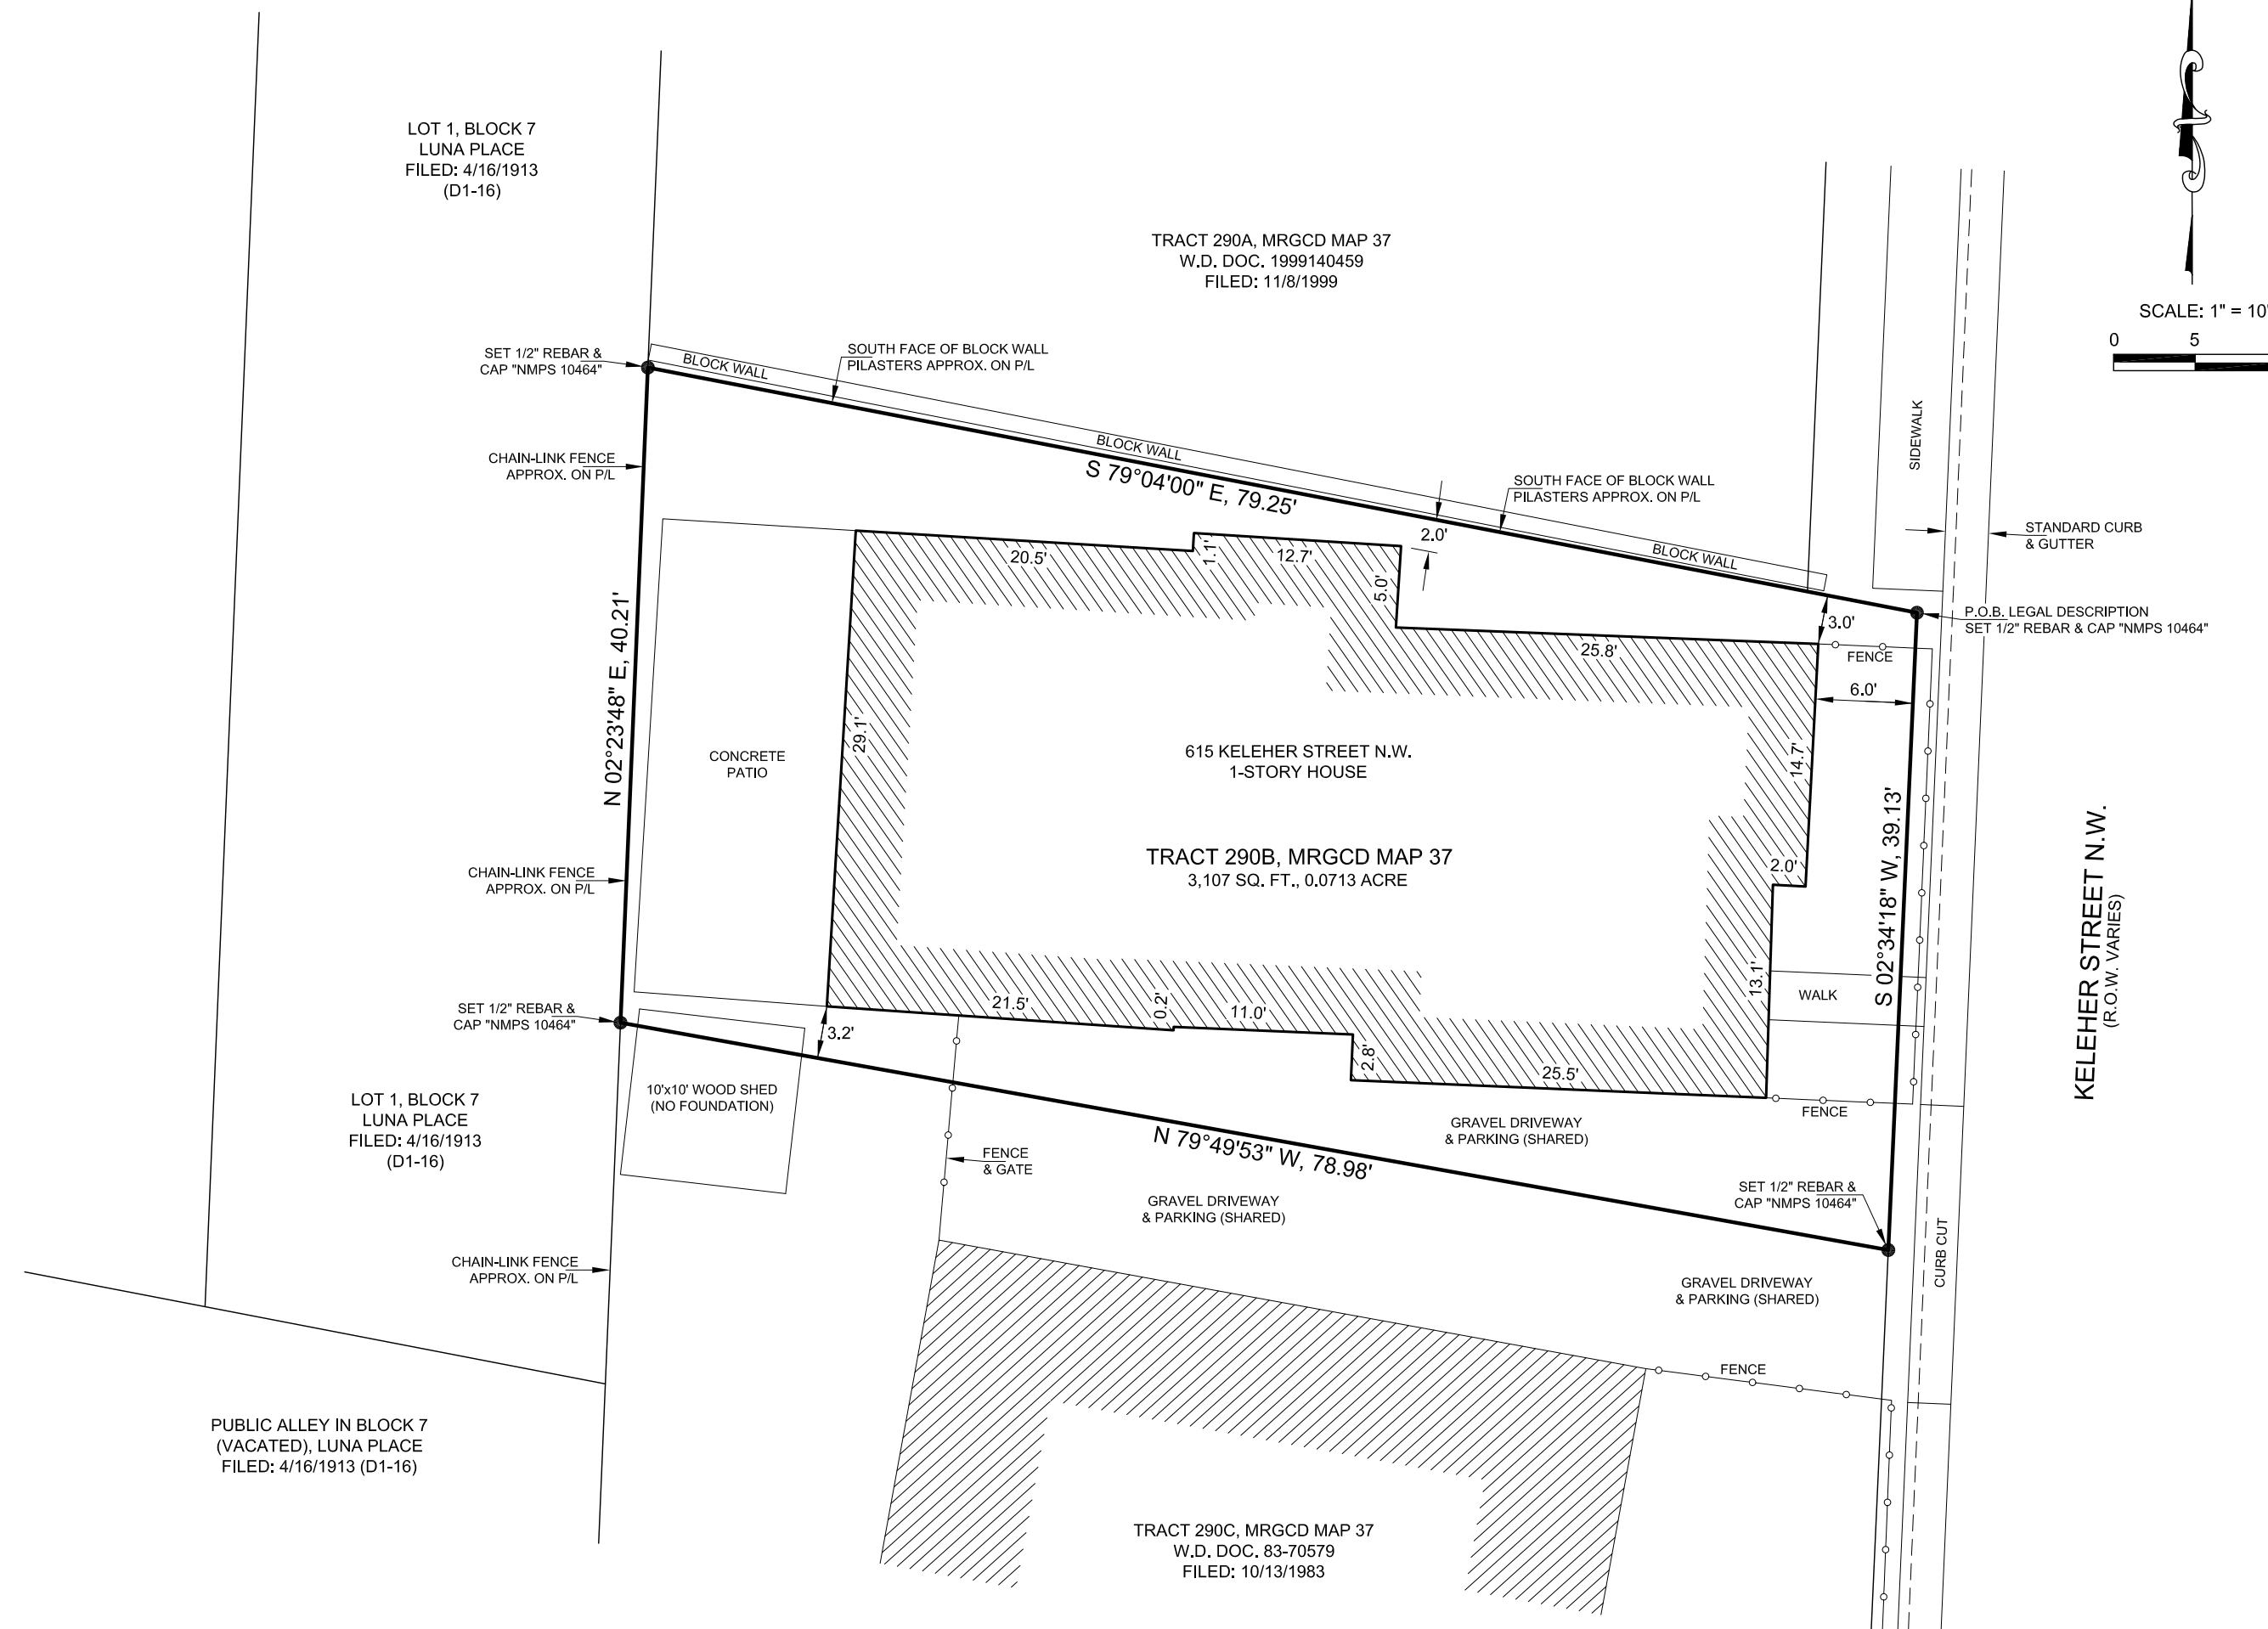 LOT 1, BLOCK 7
LUNA PLACE
FILED: 4/16/1913
(D1-16)
TRACT 290A, MRGCD MAP 37
W.D. DOC. 1999140459
FILED: 11/8/1999
SCALE: 1" = 10'
0 5
SET 1/2" REBAR &
CAP "NMPS 10464"
BLOCK WALL
SOUTH FACE OF BLOCK WALL
PILASTERS APPROX. ON P/L
CHAIN-LINK FENCE
APPROX. ON P/L
BLOCK WALL
S 79°04'00" E, 79.25'
SOUTH FACE OF BLOCK WALL
PILASTERS APPROX. ON P/L
SIDEWALK
STANDARD CURB
& GUTTER
2.0'
BLOCK WALL
20.5'
1.1'
12.7'
5.0'
P.O.B. LEGAL DESCRIPTION
SET 1/2" REBAR & CAP "NMPS 10464"
3.0'
25.8'
FENCE
6.0'
N 02°23'48" E, 40.21'
29.1'
CONCRETE
PATIO
615 KELEHER STREET N.W.
1-STORY HOUSE
14.7'
TRACT 290B, MRGCD MAP 37
3,107 SQ. FT., 0.0713 ACRE
2.0'
S 02°34'18" W, 39.13'
KELEHER STREET N.W.
(R.O.W. VARIES)
CHAIN-LINK FENCE
APPROX. ON P/L
13.1'
WALK
SET 1/2" REBAR &
CAP "NMPS 10464"
21.5'
0.2'
11.0'
3.2'
2.8'
25.5'
10'x10' WOOD SHED
(NO FOUNDATION)
FENCE
LOT 1, BLOCK 7
LUNA PLACE
FILED: 4/16/1913
(D1-16)
GRAVEL DRIVEWAY
& PARKING (SHARED)
N 79°49'53" W, 78.98'
FENCE
& GATE
GRAVEL DRIVEWAY
& PARKING (SHARED)
SET 1/2" REBAR &
CAP "NMPS 10464"
CURB CUT
CHAIN-LINK FENCE
APPROX. ON P/L
GRAVEL DRIVEWAY
& PARKING (SHARED)
FENCE
PUBLIC ALLEY IN BLOCK 7
(VACATED), LUNA PLACE
FILED: 4/16/1913 (D1-16)
TRACT 290C, MRGCD MAP 37
W.D. DOC. 83-70579
FILED: 10/13/1983